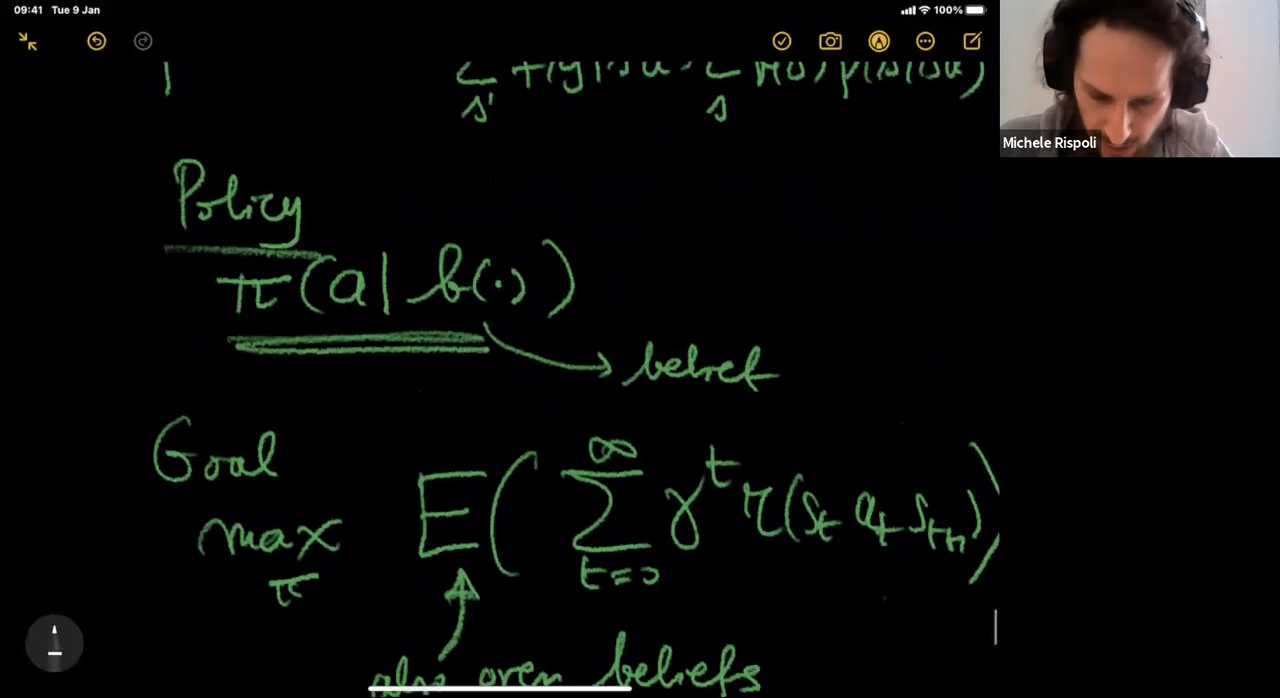 09:41 Tue 9 Jan
100%
Michele Rispoli
Policy
π(a| b(·))
belief
Goal
max π E( ∑ t=0 ∞ γ^t r(s_t a_t s_t+1))
also over beliefs